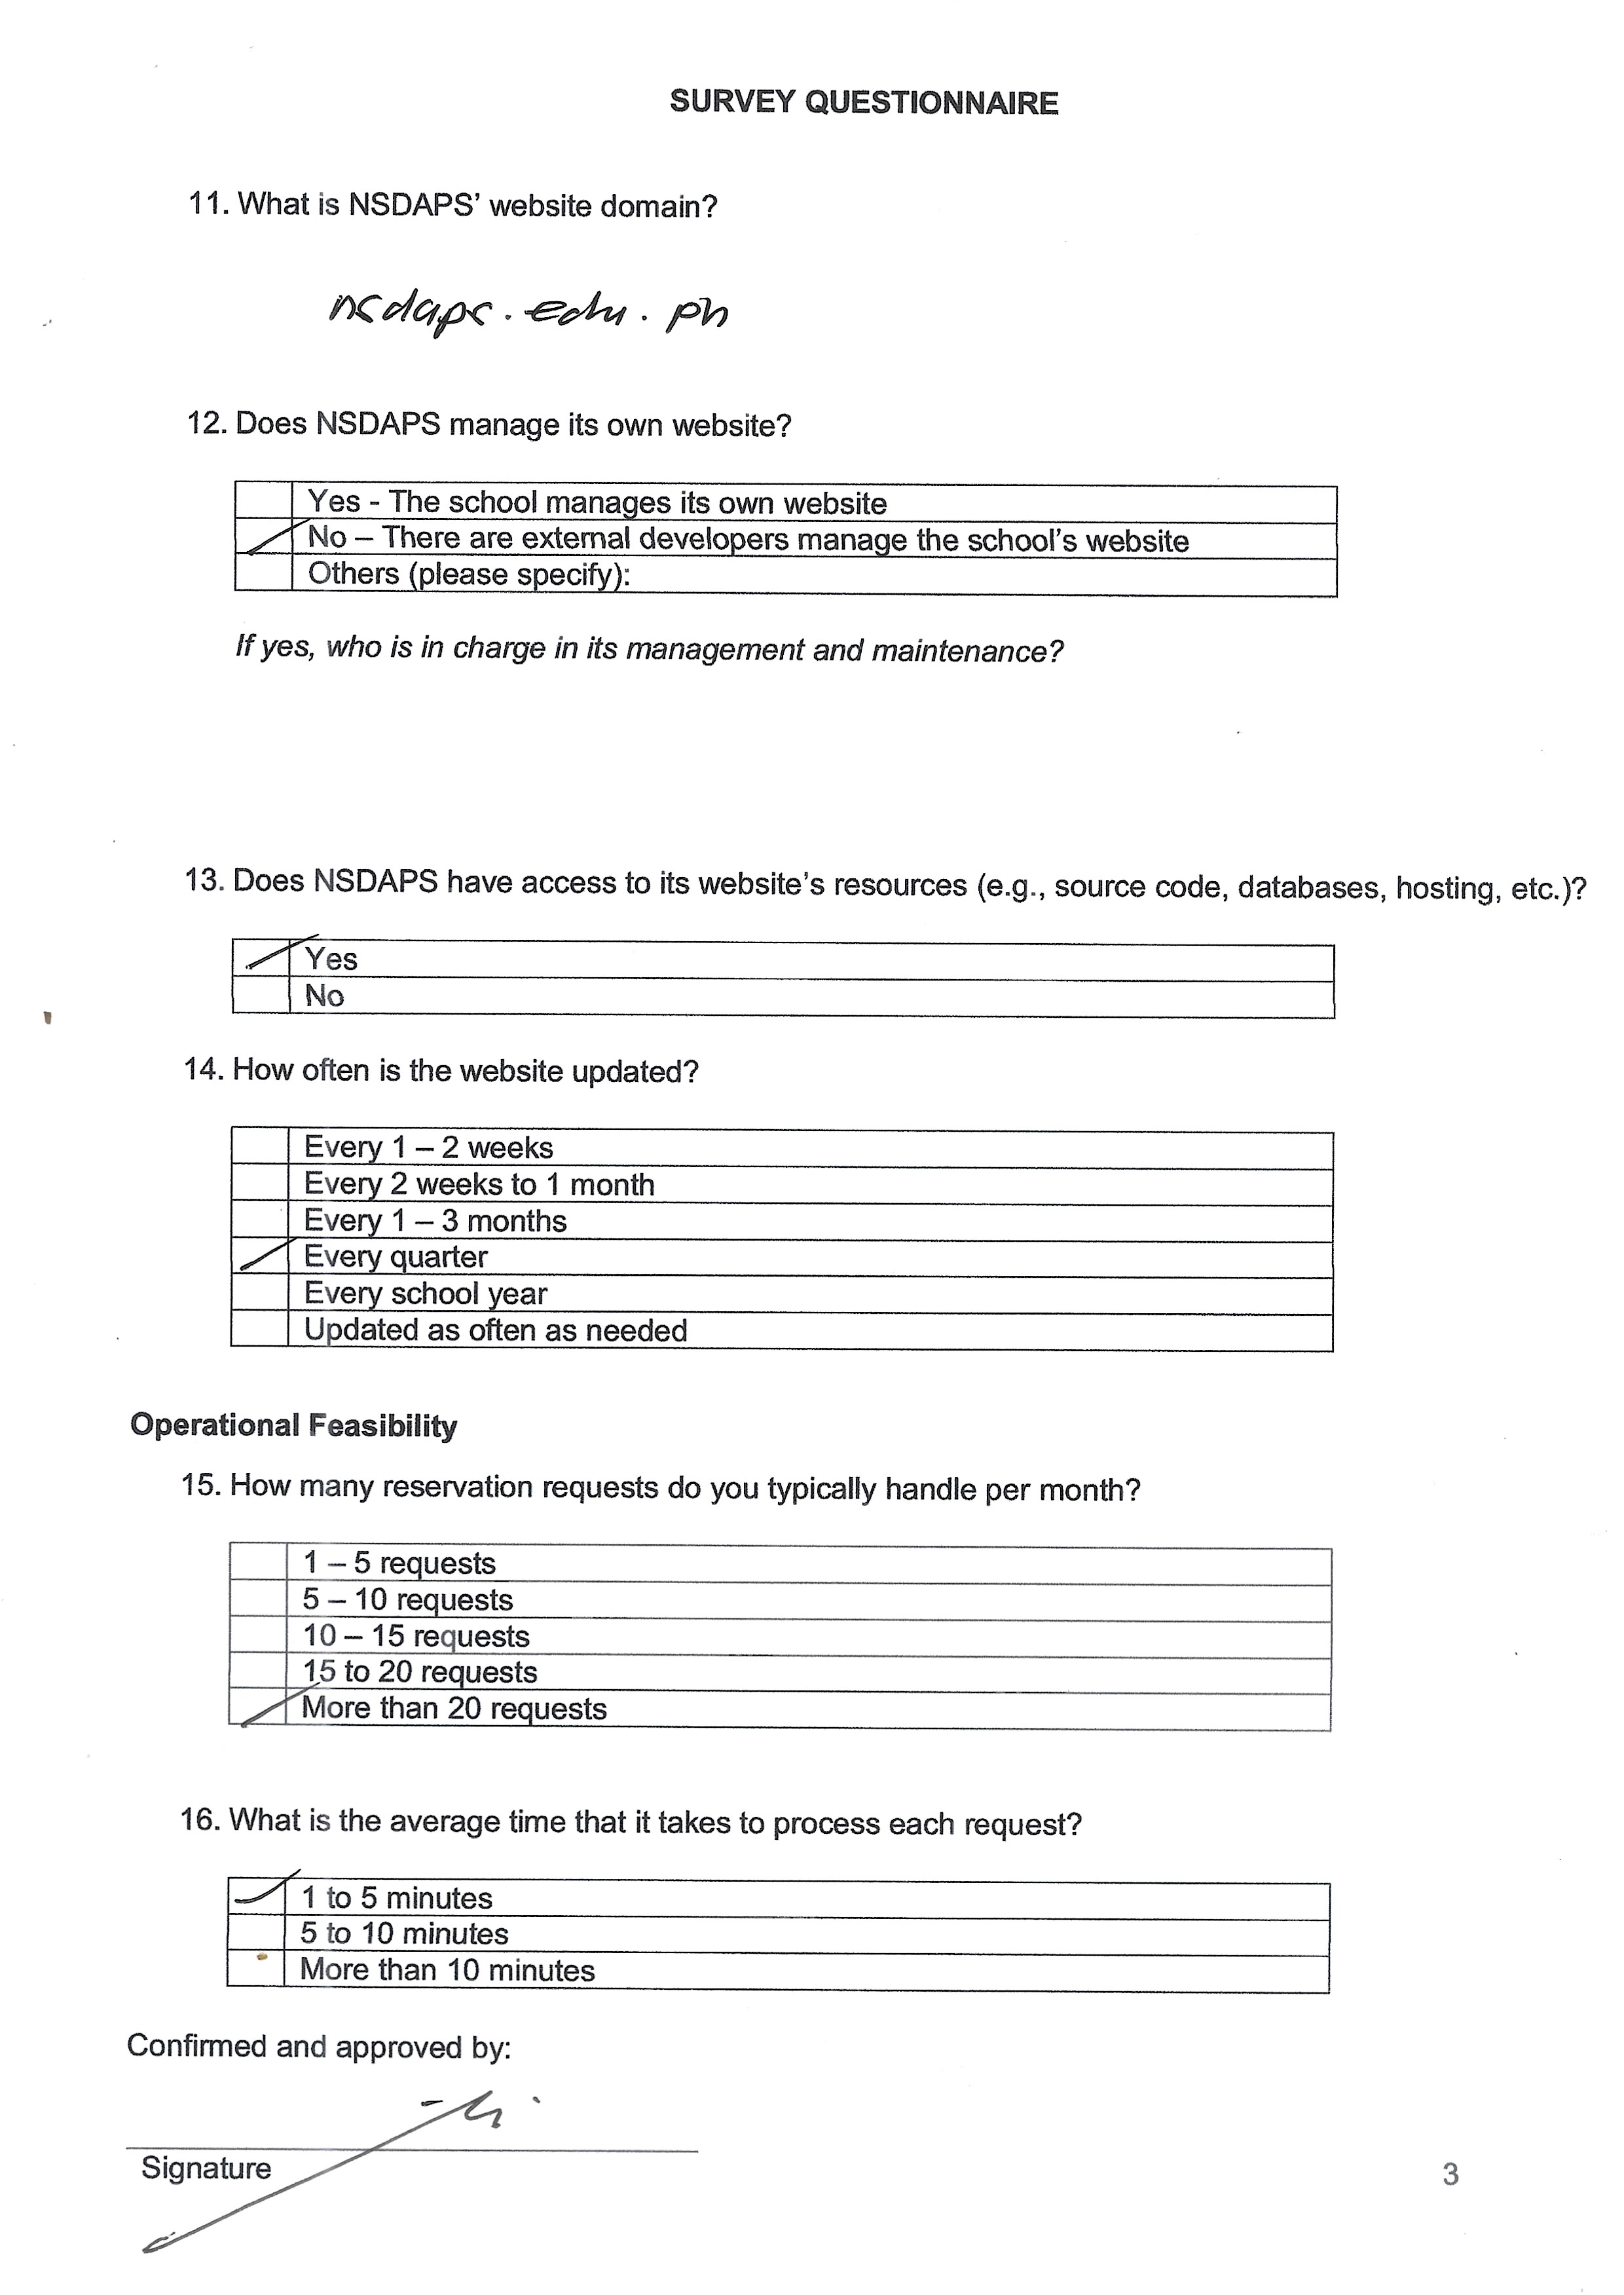 SURVEY QUESTIONNAIRE
11. What is NSDAPS' website domain?
nsdaps.edu.ph
12. Does NSDAPS manage its own website?
Yes - The school manages its own website
No – There are external developers manage the school's website
Others (please specify):
If yes, who is in charge in its management and maintenance?
13. Does NSDAPS have access to its website's resources (e.g., source code, databases, hosting, etc.)?
Yes
No
14. How often is the website updated?
Every 1 – 2 weeks
Every 2 weeks to 1 month
Every 1 – 3 months
Every quarter
Every school year
Updated as often as needed
Operational Feasibility
15. How many reservation requests do you typically handle per month?
1 – 5 requests
5 – 10 requests
10 – 15 requests
15 to 20 requests
More than 20 requests
16. What is the average time that it takes to process each request?
1 to 5 minutes
5 to 10 minutes
More than 10 minutes
Confirmed and approved by:
Signature
3